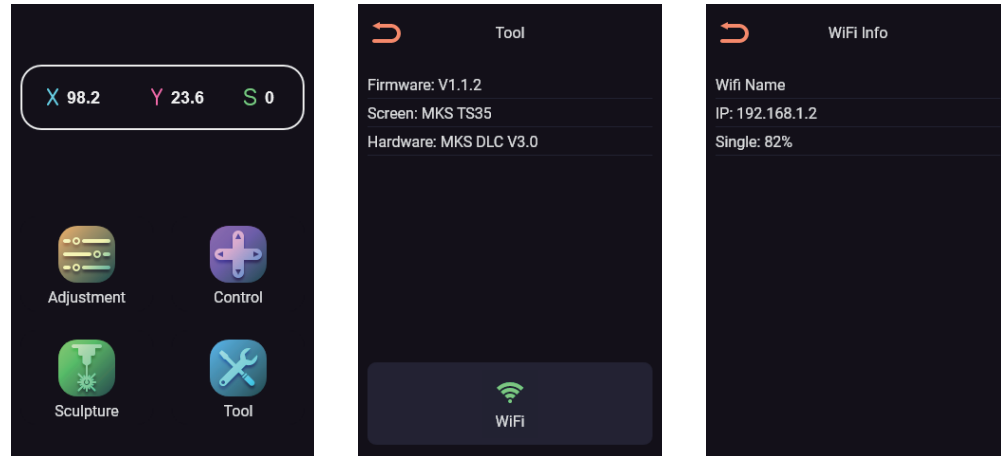 X 98.2 Y 23.6 S 0
Adjustment
Control
Sculpture
Tool
Tool
Firmware: V1.1.2
Screen: MKS TS35
Hardware: MKS DLC V3.0
WiFi
WiFi Info
Wifi Name
IP: 192.168.1.2
Single: 82%